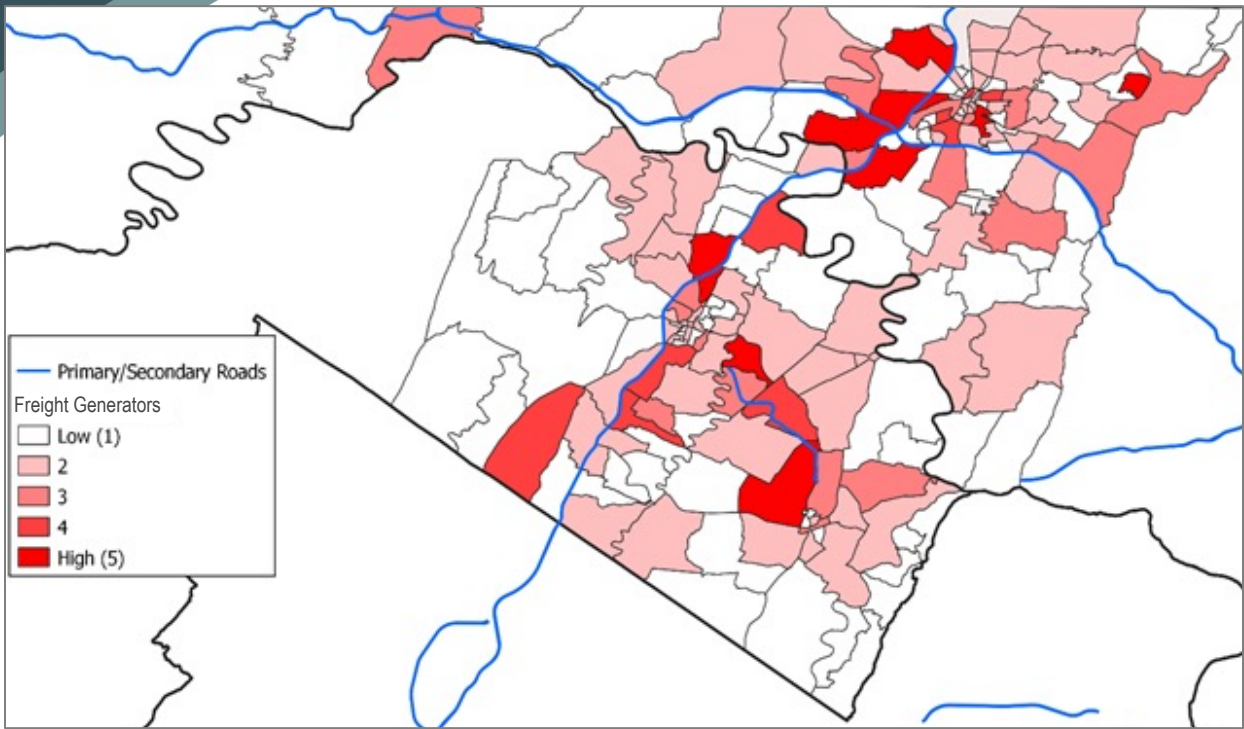 Primary/Secondary Roads
Freight Generators
Low (1)
2
3
4
High (5)